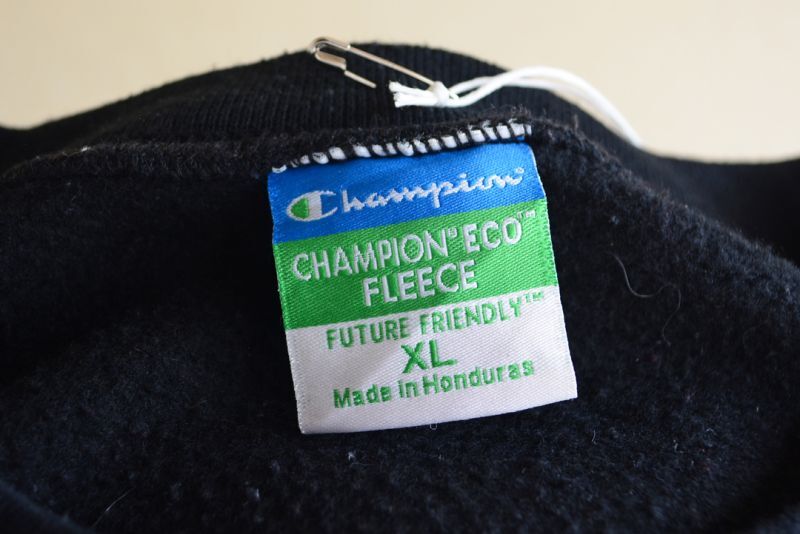 Champion
CHAMPION® ECO™
FLEECE
FUTURE FRIENDLY™
XL
Made in Honduras